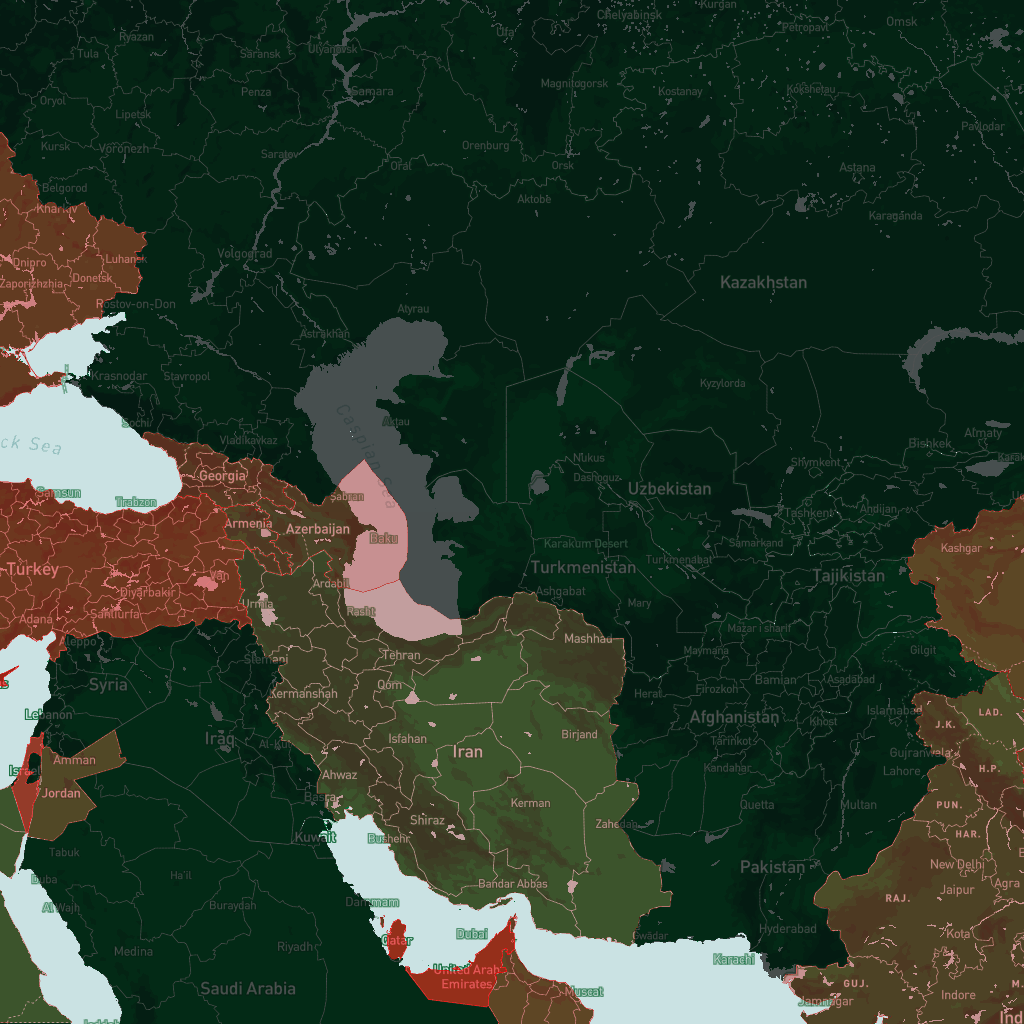 Kurgan
Chelyabinsk
Omsk
Petropavl
Ryazan
Ufa
Ulyanovsk
Tula
Saransk
Magnitogorsk
Penza
Samara
Kostanay
Kokshetau
Oryol
Lipetsk
Pavlodar
Kursk
Voronezh
Saratov
Orenburg
Oral
Orsk
Astana
Belgorod
Aktobe
Kharkiv
Karaganda
Volgograd
Luhansk
Dnipro
Donetsk
Zaporizhzhia
Kazakhstan
Rostov-on-Don
Atyrau
Astrakhan
Krasnodar
Stavropol
Kyzylorda
Caspian Sea
Sochi
Aktau
Vladikavkaz
Almaty
Bishkek
ck Sea
Nukus
Shymkent
Karak
Georgia
Dashoguz
Samsun
Trabzon
Şabran
Uzbekistan
Tashkent
Andijan
Armenia
Azerbaijan
Baku
Karakum Desert
Samarkand
Kashgar
Turkey
Van
Turkmenistan
Türkmenabat
Tajikistan
Ardabil
Diyarbakir
Ashgabat
Urmia
Rasht
Mary
Adana
Sanliurfa
Mazar i sharif
Aleppo
Mashhad
Tehran
Maymana
Gilgit
Slemani
Syria
Qom
Bamian
Asadabad
Kermanshah
Herat
Firozkoh
Lebanon
Islamabad
LAD.
Afghanistan
Khost
J.K.
Iraq
Isfahan
Birjand
Tarinkot
Al-Kut
Iran
Gujranwala
Amman
Israel
Ahwaz
Kandahar
Lahore
H.P.
Jordan
Basra
Kerman
Quetta
Multan
PUN.
Shiraz
Zahedan
HAR.
Kuwait
Bushehr
Tabuk
New Delhi
Pakistan
Duba
Ha'il
Bandar Abbas
Agra
Jaipur
Al Wajh
Buraydah
Dammam
RAJ.
Hyderabad
Medina
Riyadh
Qatar
Dubai
Gwādar
Kota
Karachi
United Arab
Emirates
Saudi Arabia
Muscat
GUJ.
Jamnagar
Indore
M.
Ind